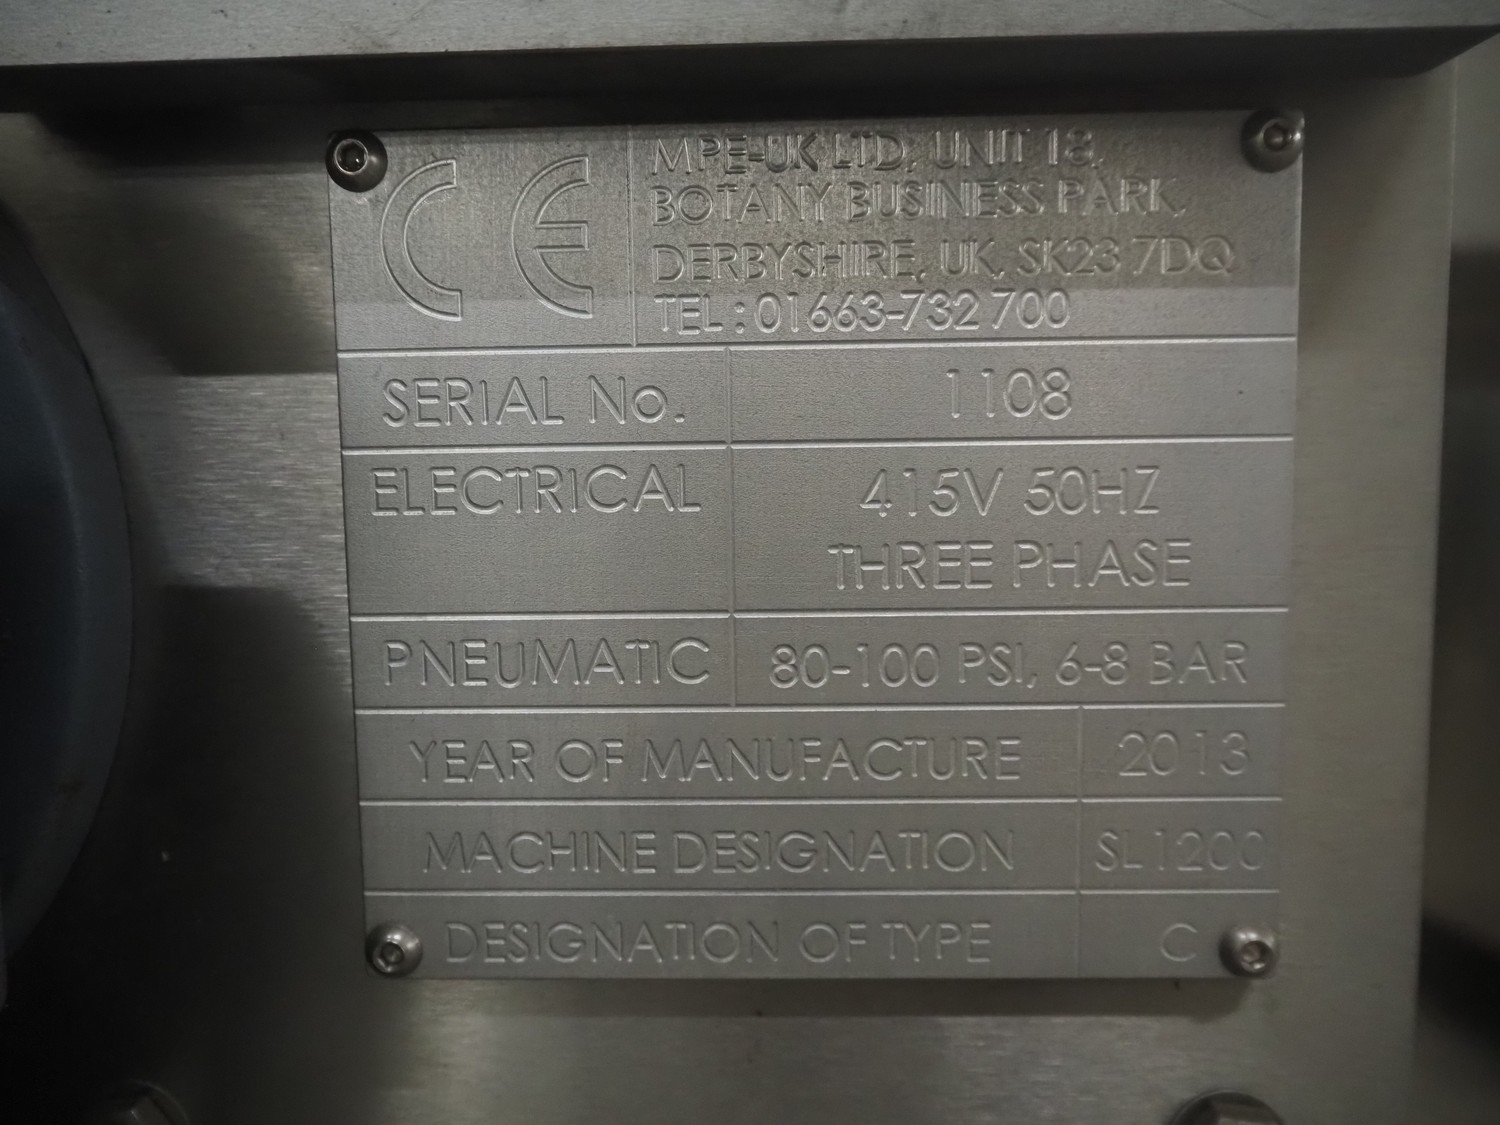 CE
MPE-UK LTD, UNIT 18,
BOTANY BUSINESS PARK,
DERBYSHIRE, UK, SK23 7DQ
TEL : 01663-732 700
SERIAL No. 1108
ELECTRICAL 415V 50HZ
THREE PHASE
PNEUMATIC 80-100 PSI, 6-8 BAR
YEAR OF MANUFACTURE 2013
MACHINE DESIGNATION SL1200
DESIGNATION OF TYPE C